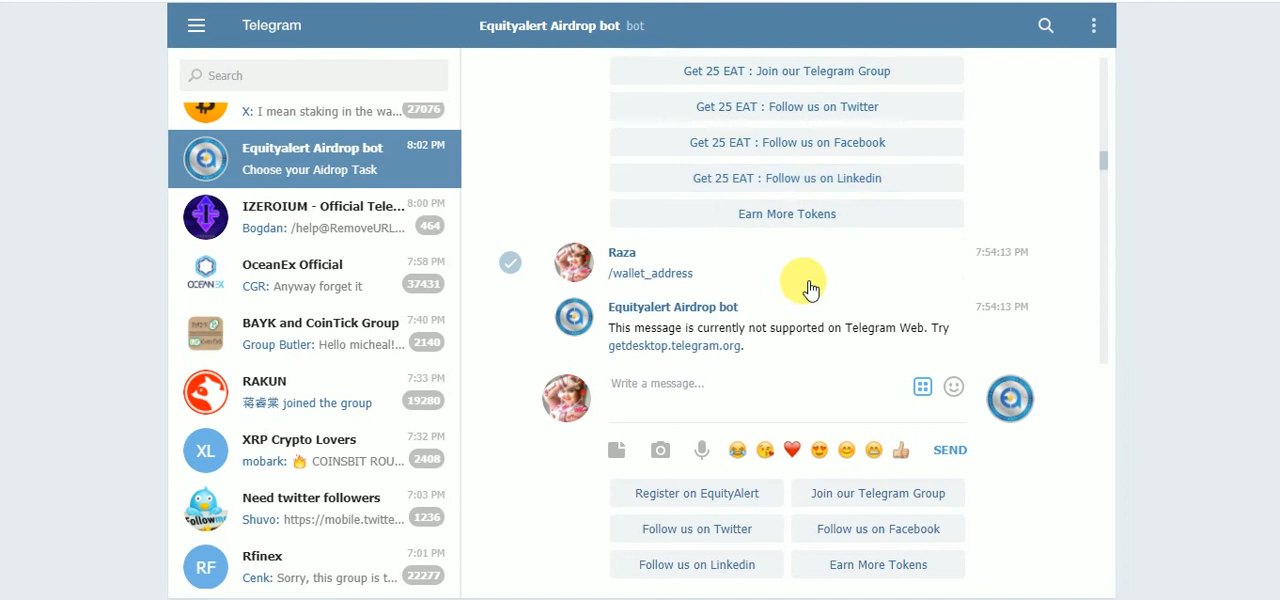 Telegram
Equityalert Airdrop bot bot
Search
X: I mean staking in the wa... 27076
Equityalert Airdrop bot 8:02 PM
Choose your Aidrop Task
IZEROIUM - Official Tele... 8:00 PM
Bogdan: /help@RemoveURL... 464
OceanEx Official 7:58 PM
CGR: Anyway forget it 37431
OCEANEX
BAYK and CoinTick Group 7:40 PM
Group Butler: Hello micheal!... 2140
RAKUN 7:33 PM
蒋睿棠 joined the group 19280
XL
XRP Crypto Lovers 7:32 PM
mobark: 🔥 COINSBIT ROU... 2408
Need twitter followers 7:03 PM
Shuvo: https://mobile.twitte... 1236
RF
Rfinex 7:01 PM
Cenk: Sorry, this group is t... 22277
Get 25 EAT : Join our Telegram Group
Get 25 EAT : Follow us on Twitter
Get 25 EAT : Follow us on Facebook
Get 25 EAT : Follow us on Linkedin
Earn More Tokens
Raza 7:54:13 PM
/wallet_address
Equityalert Airdrop bot 7:54:13 PM
This message is currently not supported on Telegram Web. Try
getdesktop.telegram.org.
Write a message...
SEND
Register on EquityAlert
Join our Telegram Group
Follow us on Twitter
Follow us on Facebook
Follow us on Linkedin
Earn More Tokens